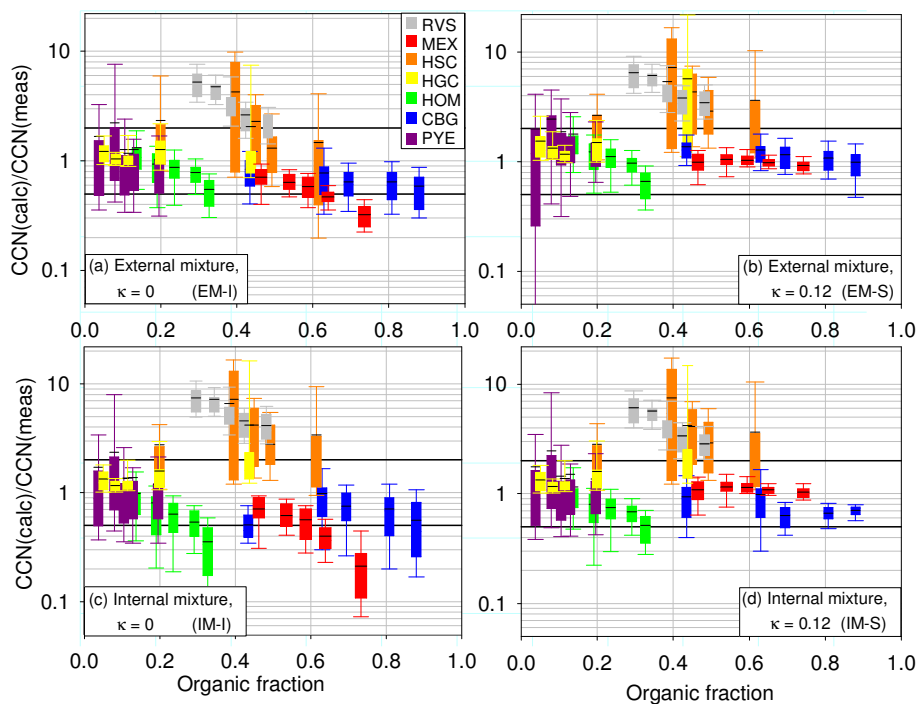 RVS
MEX
HSC
HGC
HOM
CBG
PYE
CCN(calc)/CCN(meas)
10
1
0.1
(a) External mixture,
κ = 0 (EM-I)
0.0 0.2 0.4 0.6 0.8 1.0
10
1
0.1
(b) External mixture,
κ = 0.12 (EM-S)
0.0 0.2 0.4 0.6 0.8 1.0
CCN(calc)/CCN(meas)
10
1
0.1
(c) Internal mixture,
κ = 0 (IM-I)
0.0 0.2 0.4 0.6 0.8 1.0
Organic fraction
10
1
0.1
(d) Internal mixture,
κ = 0.12 (IM-S)
0.0 0.2 0.4 0.6 0.8 1.0
Organic fraction